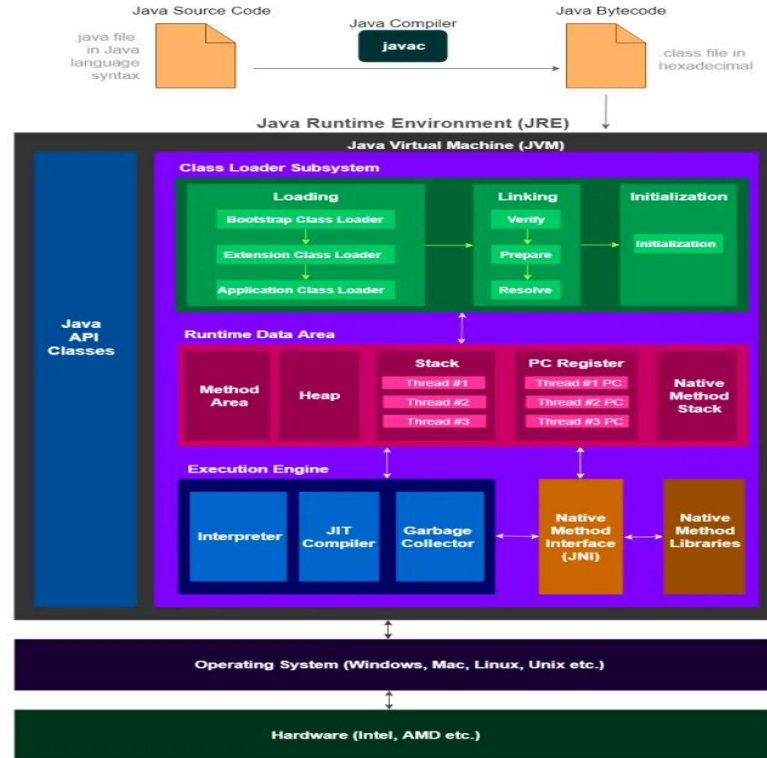 Java Source Code
Java Compiler
Java Bytecode
.java file
in Java
language
syntax
javac
.class file in
hexadecimal
Java Runtime Environment (JRE)
Java Virtual Machine (JVM)
Java
API
Classes
Class Loader Subsystem
Loading
Bootstrap Class Loader
Extension Class Loader
Application Class Loader
Linking
Verify
Prepare
Resolve
Initialization
Initialization
Runtime Data Area
Method
Area
Heap
Stack
Thread #1
Thread #2
Thread #3
PC Register
Thread #1 PC
Thread #2 PC
Thread #3 PC
Native
Method
Stack
Execution Engine
Interpreter
JIT
Compiler
Garbage
Collector
Native
Method
Interface
(JNI)
Native
Method
Libraries
Operating System (Windows, Mac, Linux, Unix etc.)
Hardware (Intel, AMD etc.)